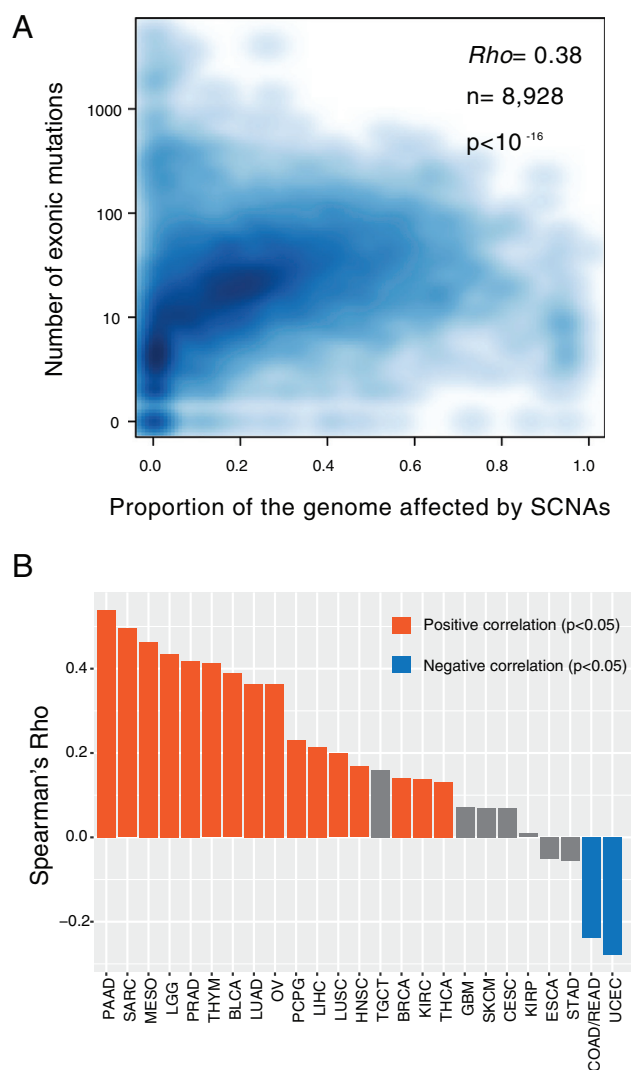 A
Rho= 0.38
n= 8,928
p<10 -16
Number of exonic mutations
1000
100
10
0
0.0 0.2 0.4 0.6 0.8 1.0
Proportion of the genome affected by SCNAs
B
Positive correlation (p<0.05)
Negative correlation (p<0.05)
Spearman's Rho
0.4
0.2
0.0
−0.2
PAAD SARC MESO LGG PRAD THYM BLCA LUAD OV PCPG LIHC LUSC HNSC TGCT BRCA KIRC THCA GBM SKCM CESC KIRP ESCA STAD COAD/READ UCEC